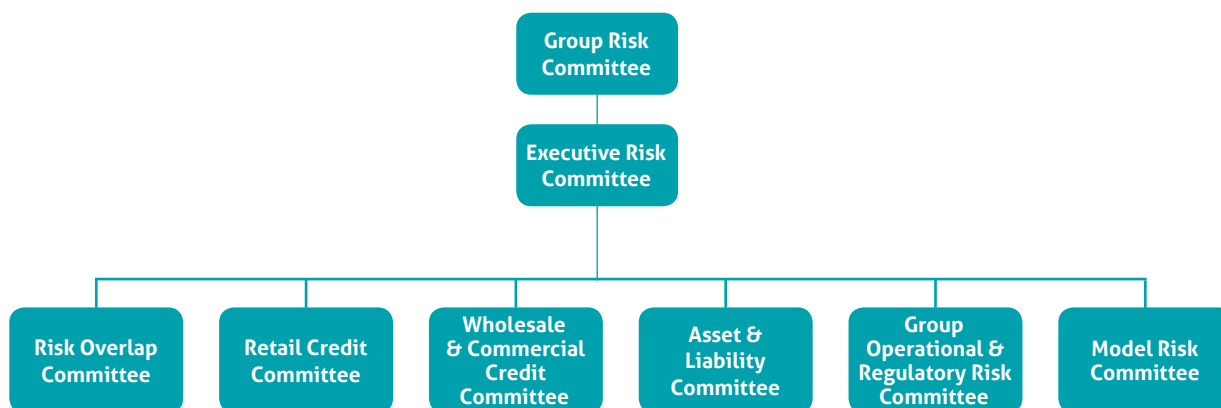 Group Risk
Committee
Executive Risk
Committee
Risk Overlap
Committee
Retail Credit
Committee
Wholesale
& Commercial
Credit
Committee
Asset &
Liability
Committee
Group
Operational &
Regulatory Risk
Committee
Model Risk
Committee